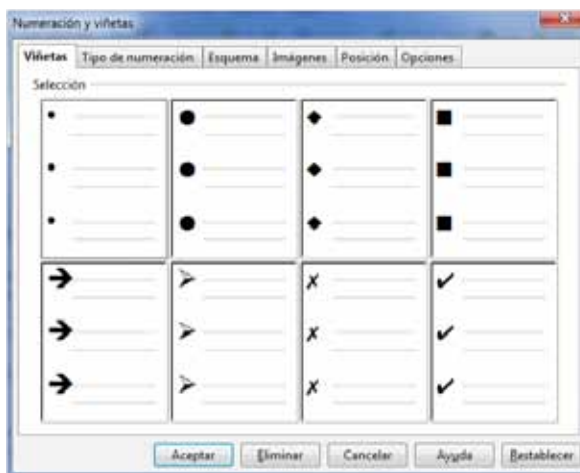 Numeración y viñetas
Viñetas Tipo de numeración Esquema Imágenes Posición Opciones
Selección
Aceptar Eliminar Cancelar Ayuda Restablecer